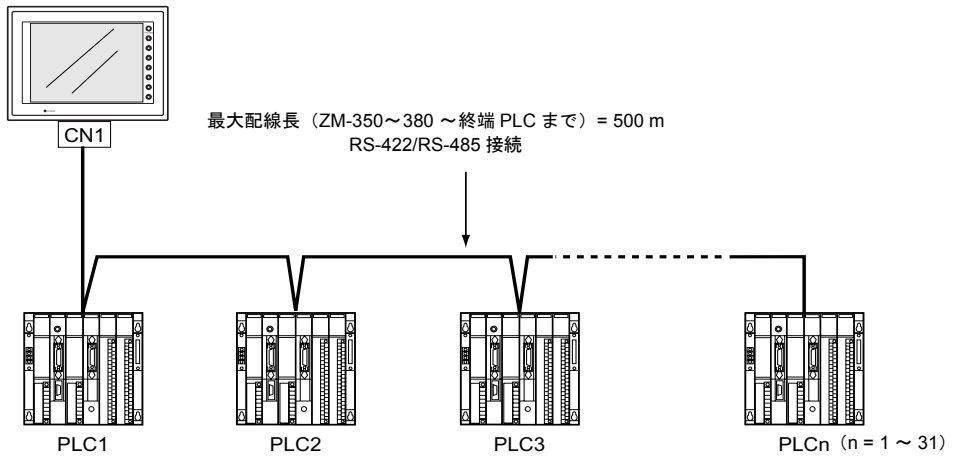 CN1
最大配線長（ZM-350～380 ～終端 PLC まで）= 500 m
RS-422/RS-485 接続
PLC1
PLC2
PLC3
PLCn（n = 1 ～ 31）